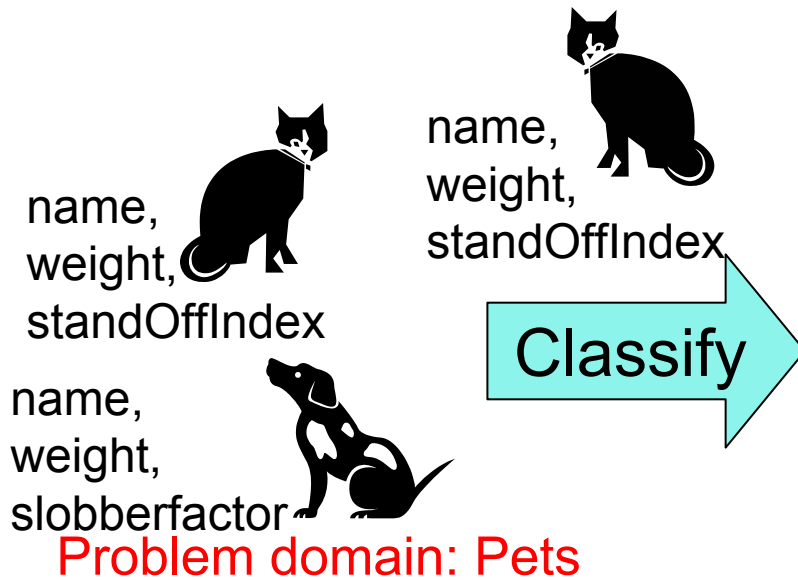 name,
weight,
standOffIndex
name,
weight,
standOffIndex
Classify
name,
weight,
slobberfactor
Problem domain: Pets